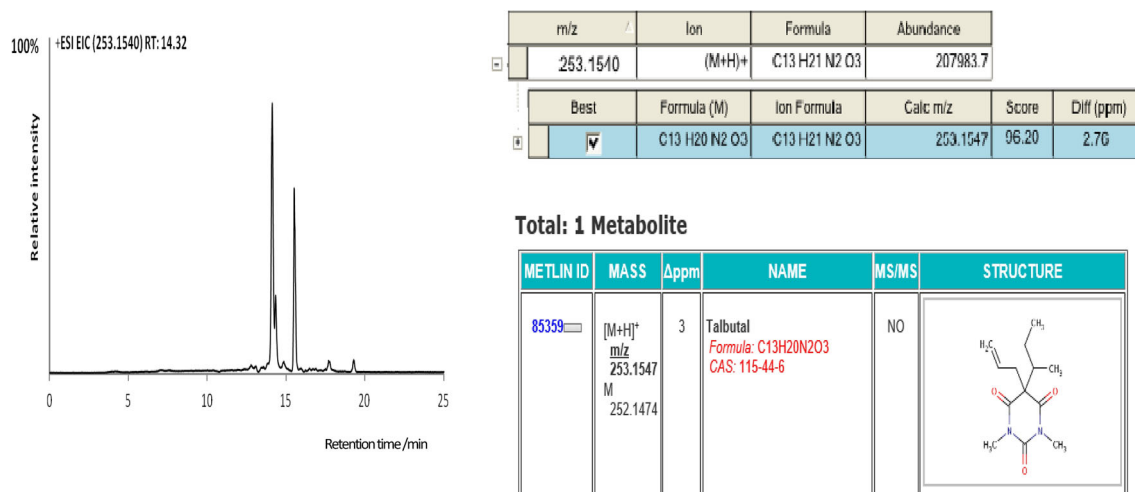 100%
+ESI EIC (253.1540) RT: 14.32
Relative intensity
0 5 10 15 20 25
Retention time /min
m/z Ion Formula Abundance
253.1540 (M+H)+ C13 H21 N2 O3 207983.7
Best Formula (M) Ion Formula Calc m/z Score Diff (ppm)
C13 H20 N2 O3 C13 H21 N2 O3 253.1547 96.20 2.76
Total: 1 Metabolite
METLIN ID MASS Δppm NAME MS/MS STRUCTURE
85359 [M+H]+ 3 Talbutal NO
m/z Formula: C13H20N2O3
253.1547 CAS: 115-44-6
M
252.1474
CH₃
H₂C
CH₃
O O
N N
H₃C CH₃
O